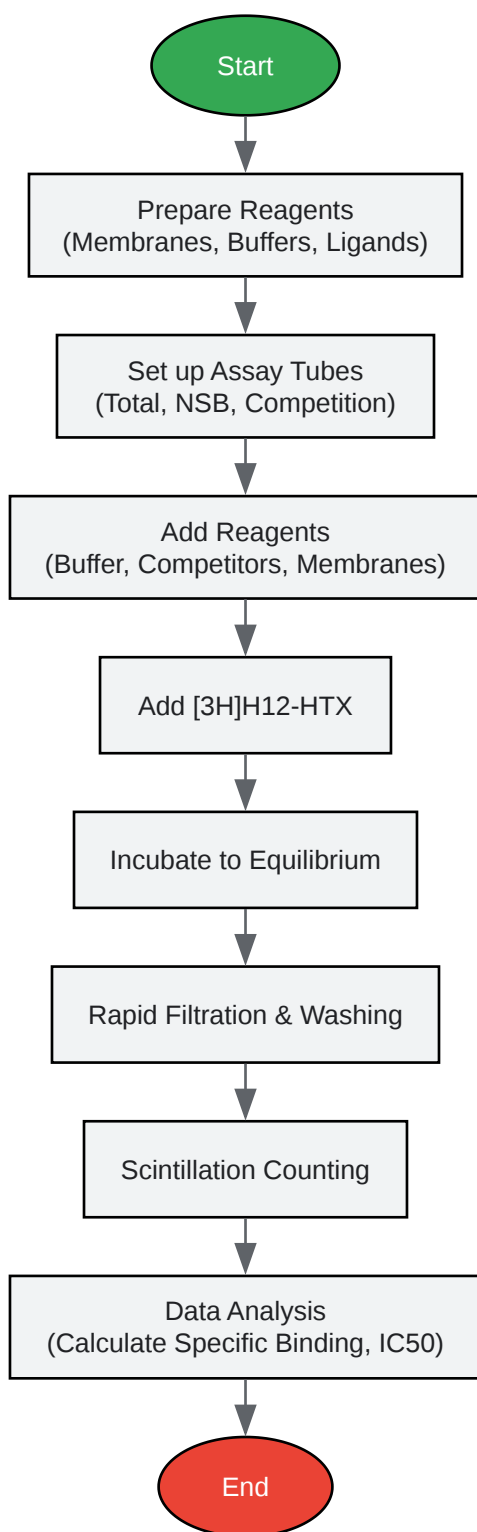 Start
Prepare Reagents
(Membranes, Buffers, Ligands)
Set up Assay Tubes
(Total, NSB, Competition)
Add Reagents
(Buffer, Competitors, Membranes)
Add [3H]H12-HTX
Incubate to Equilibrium
Rapid Filtration & Washing
Scintillation Counting
Data Analysis
(Calculate Specific Binding, IC50)
End